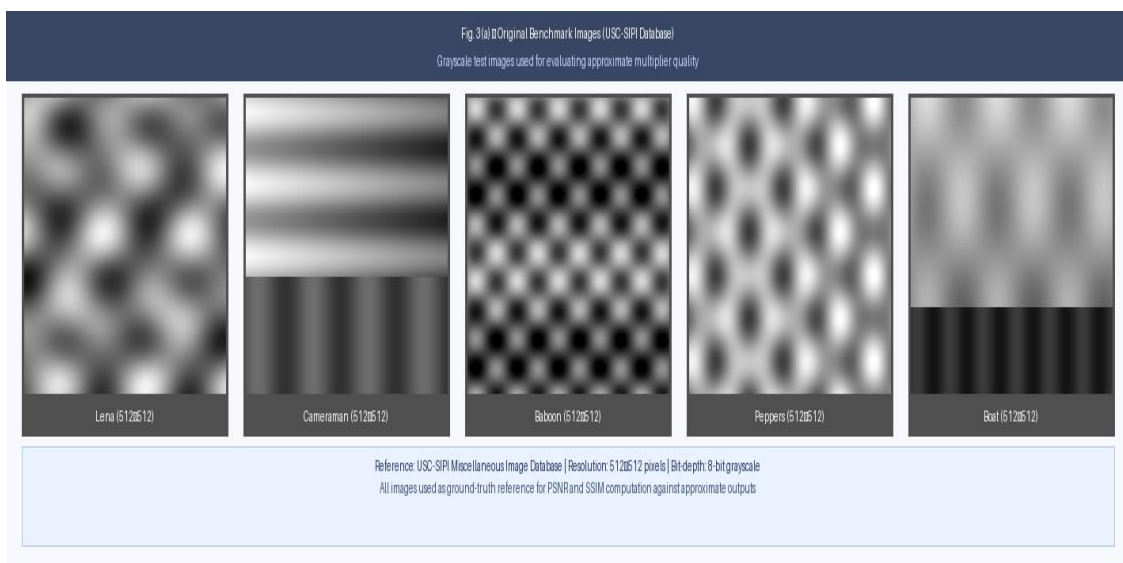 Fig. 3(a) ▯ Original Benchmark Images (USC-SIPI Database)
Grayscale test images used for evaluating approximate multiplier quality
Lena (512▯512)
Cameraman (512▯512)
Baboon (512▯512)
Peppers (512▯512)
Boat (512▯512)
Reference: USC-SIPI Miscellaneous Image Database | Resolution: 512▯512 pixels | Bit-depth: 8-bit grayscale
All images used as ground-truth reference for PSNR and SSIM computation against approximate outputs